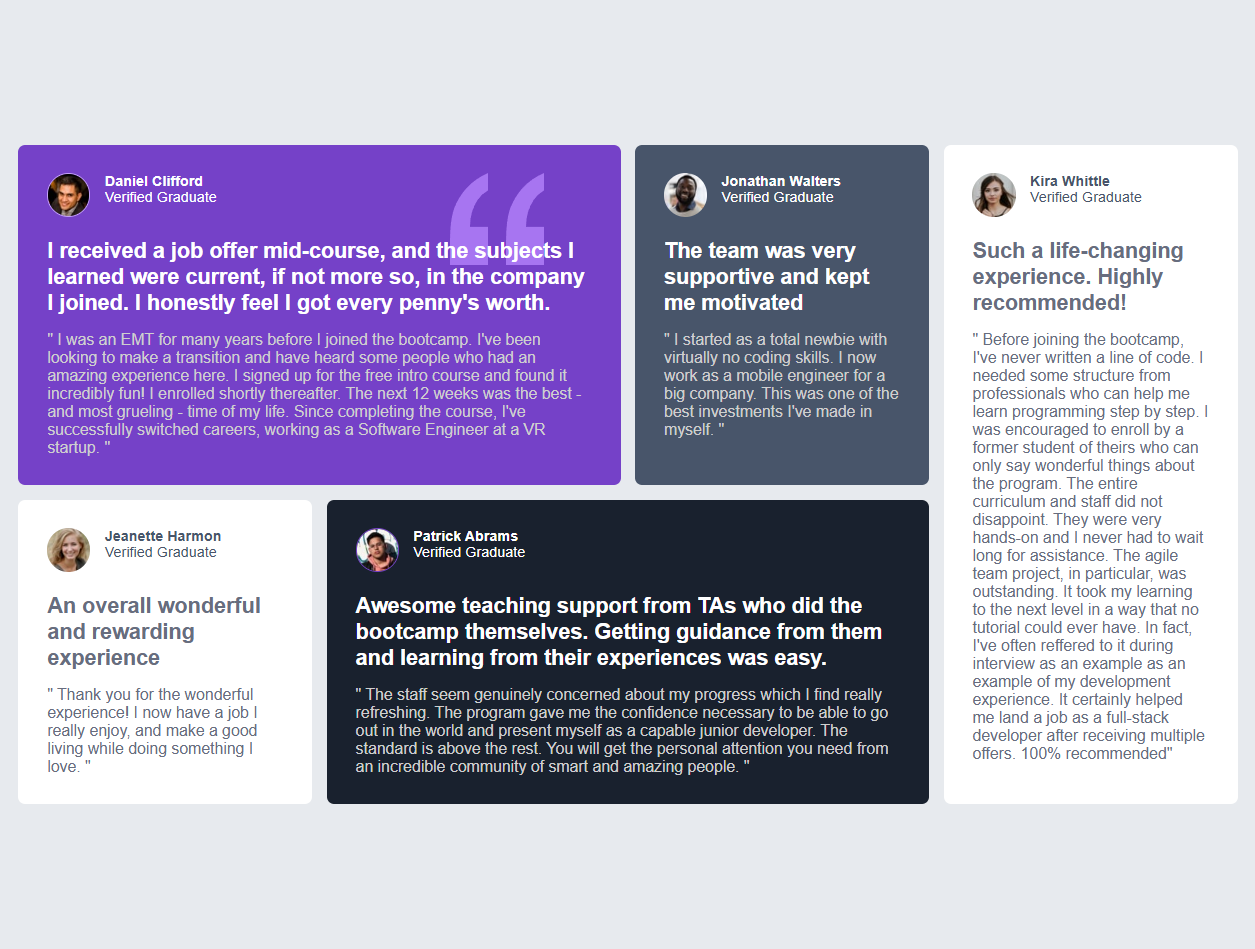 Daniel Clifford
Verified Graduate
I received a job offer mid-course, and the subjects I
learned were current, if not more so, in the company
I joined. I honestly feel I got every penny's worth.
" I was an EMT for many years before I joined the bootcamp. I've been
looking to make a transition and have heard some people who had an
amazing experience here. I signed up for the free intro course and found it
incredibly fun! I enrolled shortly thereafter. The next 12 weeks was the best -
and most grueling - time of my life. Since completing the course, I've
successfully switched careers, working as a Software Engineer at a VR
startup. "
Jonathan Walters
Verified Graduate
The team was very
supportive and kept
me motivated
" I started as a total newbie with
virtually no coding skills. I now
work as a mobile engineer for a
big company. This was one of the
best investments I've made in
myself. "
Kira Whittle
Verified Graduate
Such a life-changing
experience. Highly
recommended!
" Before joining the bootcamp,
I've never written a line of code. I
needed some structure from
professionals who can help me
learn programming step by step. I
was encouraged to enroll by a
former student of theirs who can
only say wonderful things about
the program. The entire
curriculum and staff did not
disappoint. They were very
hands-on and I never had to wait
long for assistance. The agile
team project, in particular, was
outstanding. It took my learning
to the next level in a way that no
tutorial could ever have. In fact,
I've often reffered to it during
interview as an example as an
example of my development
experience. It certainly helped
me land a job as a full-stack
developer after receiving multiple
offers. 100% recommended"
Jeanette Harmon
Verified Graduate
An overall wonderful
and rewarding
experience
" Thank you for the wonderful
experience! I now have a job I
really enjoy, and make a good
living while doing something I
love. "
Patrick Abrams
Verified Graduate
Awesome teaching support from TAs who did the
bootcamp themselves. Getting guidance from them
and learning from their experiences was easy.
" The staff seem genuinely concerned about my progress which I find really
refreshing. The program gave me the confidence necessary to be able to go
out in the world and present myself as a capable junior developer. The
standard is above the rest. You will get the personal attention you need from
an incredible community of smart and amazing people. "